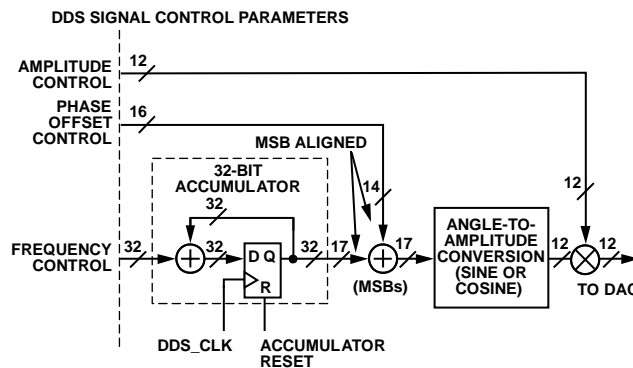 DDS SIGNAL CONTROL PARAMETERS
AMPLITUDE
CONTROL
12
PHASE
OFFSET
CONTROL
16
MSB ALIGNED
32-BIT
ACCUMULATOR
32
14
12
FREQUENCY
CONTROL
32
32
D Q
R
32
17
(MSBs)
17
ANGLE-TO-
AMPLITUDE
CONVERSION
(SINE OR
COSINE)
12
12
TO DAC
DDS_CLK
ACCUMULATOR
RESET